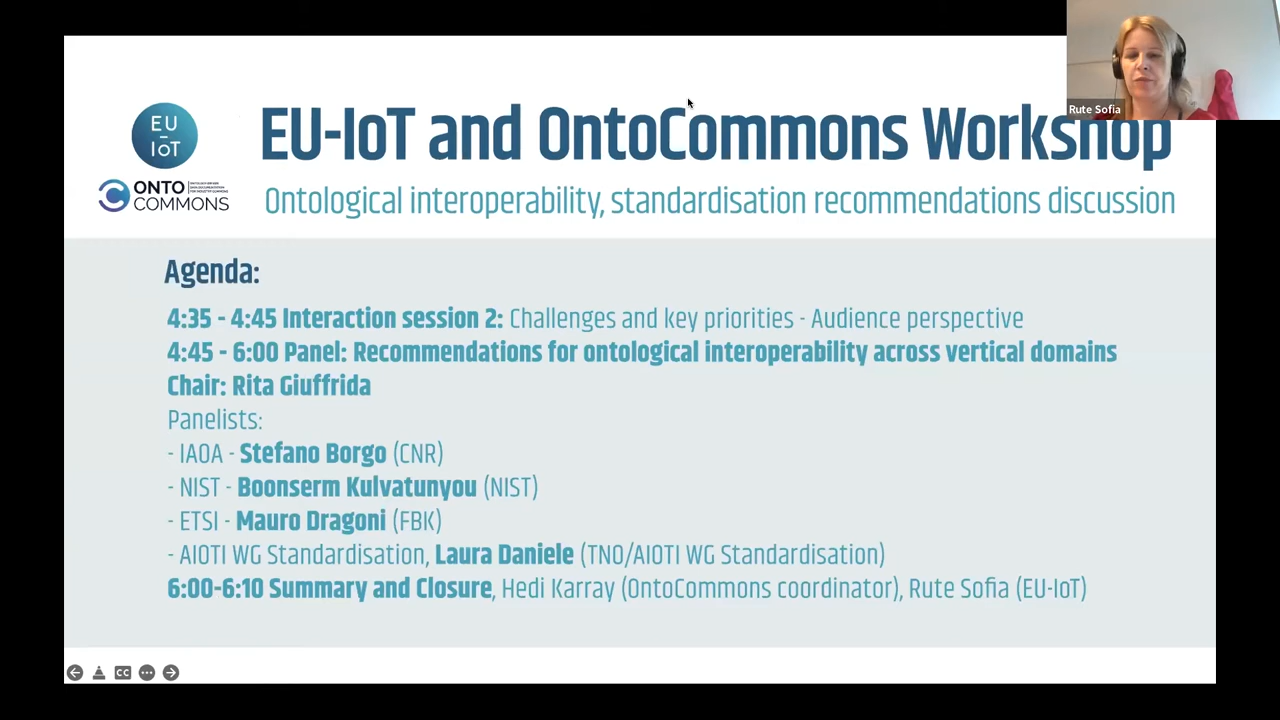 Rute Sofia
EU
IoT
EU-IoT and OntoCommons Workshop
ONTO
COMMONS
Ontological interoperability, standardisation recommendations discussion
Agenda:
4:35 - 4:45 Interaction session 2: Challenges and key priorities - Audience perspective
4:45 - 6:00 Panel: Recommendations for ontological interoperability across vertical domains
Chair: Rita Giuffrida
Panelists:
- IAOA - Stefano Borgo (CNR)
- NIST - Boonserm Kulvatunyou (NIST)
- ETSI - Mauro Dragoni (FBK)
- AIOTI WG Standardisation, Laura Daniele (TNO/AIOTI WG Standardisation)
6:00-6:10 Summary and Closure, Hedi Karray (OntoCommons coordinator), Rute Sofia (EU-IoT)
CC